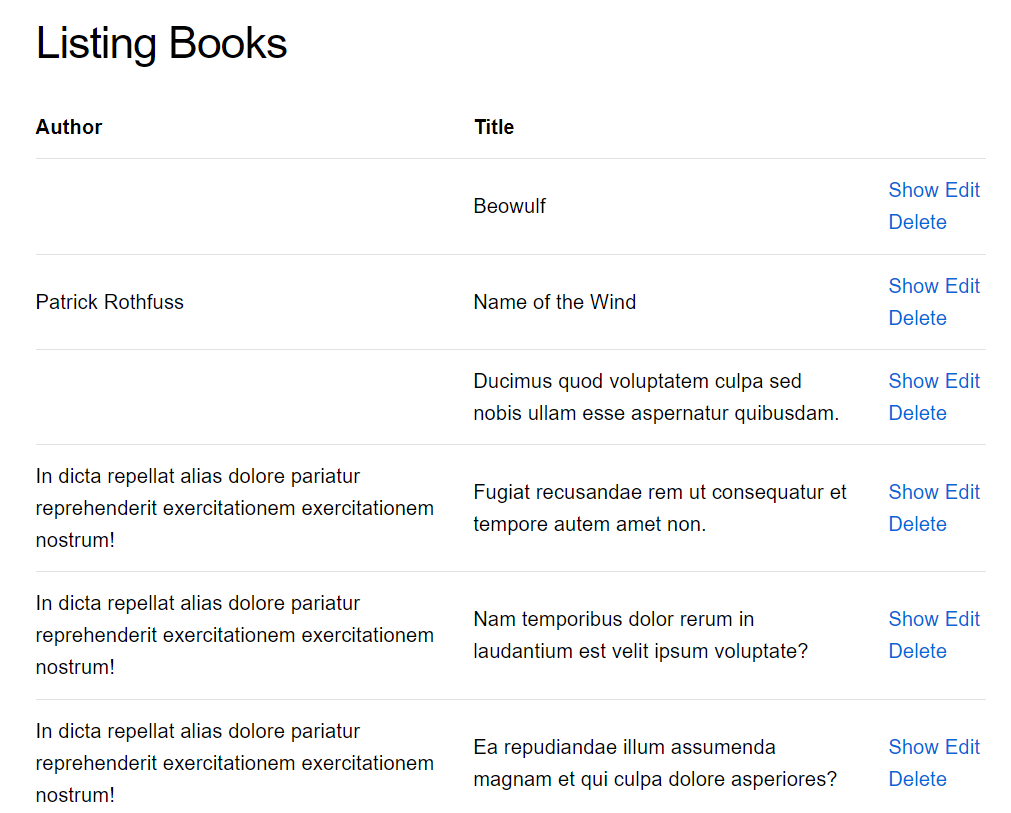 Listing Books
Author Title
Beowulf Show Edit
Delete
Patrick Rothfuss Name of the Wind Show Edit
Delete
Ducimus quod voluptatem culpa sed Show Edit
nobis ullam esse aspernatur quibusdam. Delete
In dicta repellat alias dolore pariatur
reprehenderit exercitationem exercitationem
nostrum!
Fugiat recusandae rem ut consequatur et
tempore autem amet non.
Show Edit
Delete
In dicta repellat alias dolore pariatur
reprehenderit exercitationem exercitationem
nostrum!
Nam temporibus dolor rerum in
laudantium est velit ipsum voluptate?
Show Edit
Delete
In dicta repellat alias dolore pariatur
reprehenderit exercitationem exercitationem
nostrum!
Ea repudiandae illum assumenda
magnam et qui culpa dolore asperiores?
Show Edit
Delete